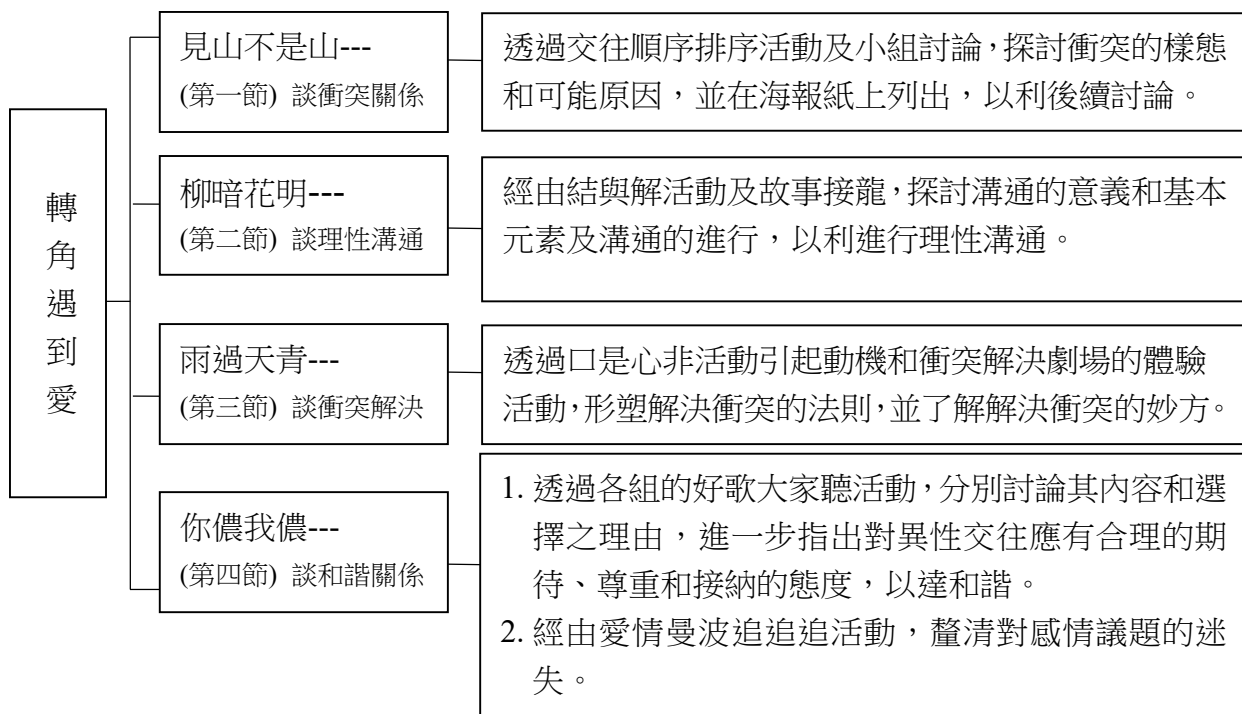 轉
角
遇
到
愛
見山不是山---
(第一節) 談衝突關係
透過交往順序排序活動及小組討論，探討衝突的樣態
和可能原因，並在海報紙上列出，以利後續討論。
柳暗花明---
(第二節) 談理性溝通
經由結與解活動及故事接龍，探討溝通的意義和基本
元素及溝通的進行，以利進行理性溝通。
雨過天青---
(第三節) 談衝突解決
透過口是心非活動引起動機和衝突解決劇場的體驗
活動，形塑解決衝突的法則，並了解解決衝突的妙方。
你儂我儂---
(第四節) 談和諧關係
1. 透過各組的好歌大家聽活動，分別討論其內容和選
擇之理由，進一步指出對異性交往應有合理的期
待、尊重和接納的態度，以達和諧。
2. 經由愛情曼波追追追活動，釐清對感情議題的迷
失。